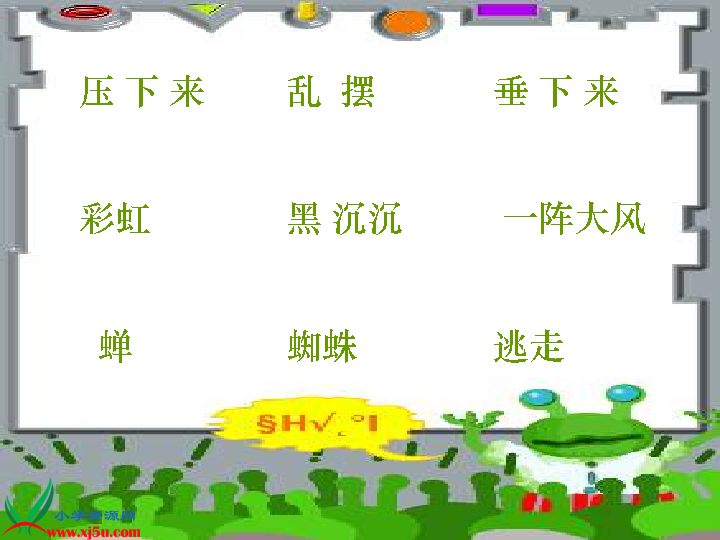 压 下 来 乱 摆 垂 下 来
彩虹 黑 沉沉 一阵大风
蝉 蜘蛛 逃走
§H√ °I
小学资源网
www.xj5u.com